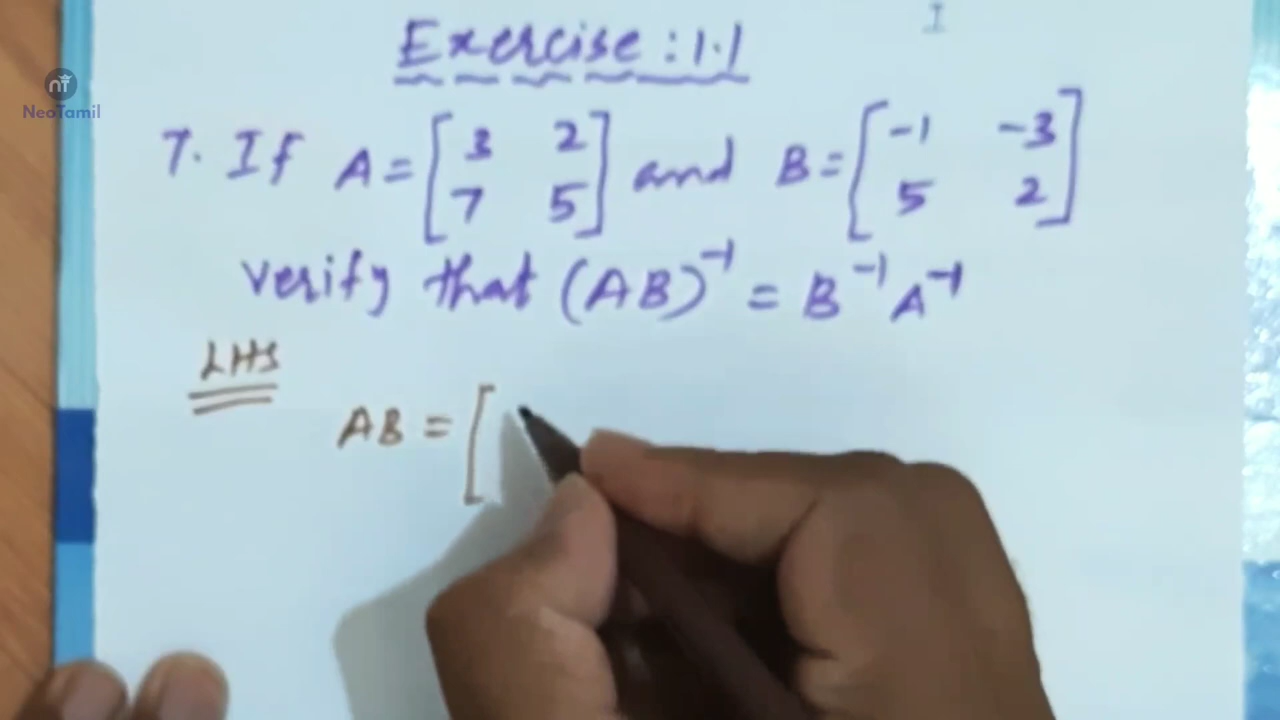 I
Exercise : 1.1
NeoTamil
7. If A = [3 2 7 5] and B = [-1 -3 5 2]
verify that (AB)⁻¹ = B⁻¹ A⁻¹
LHS
AB = [